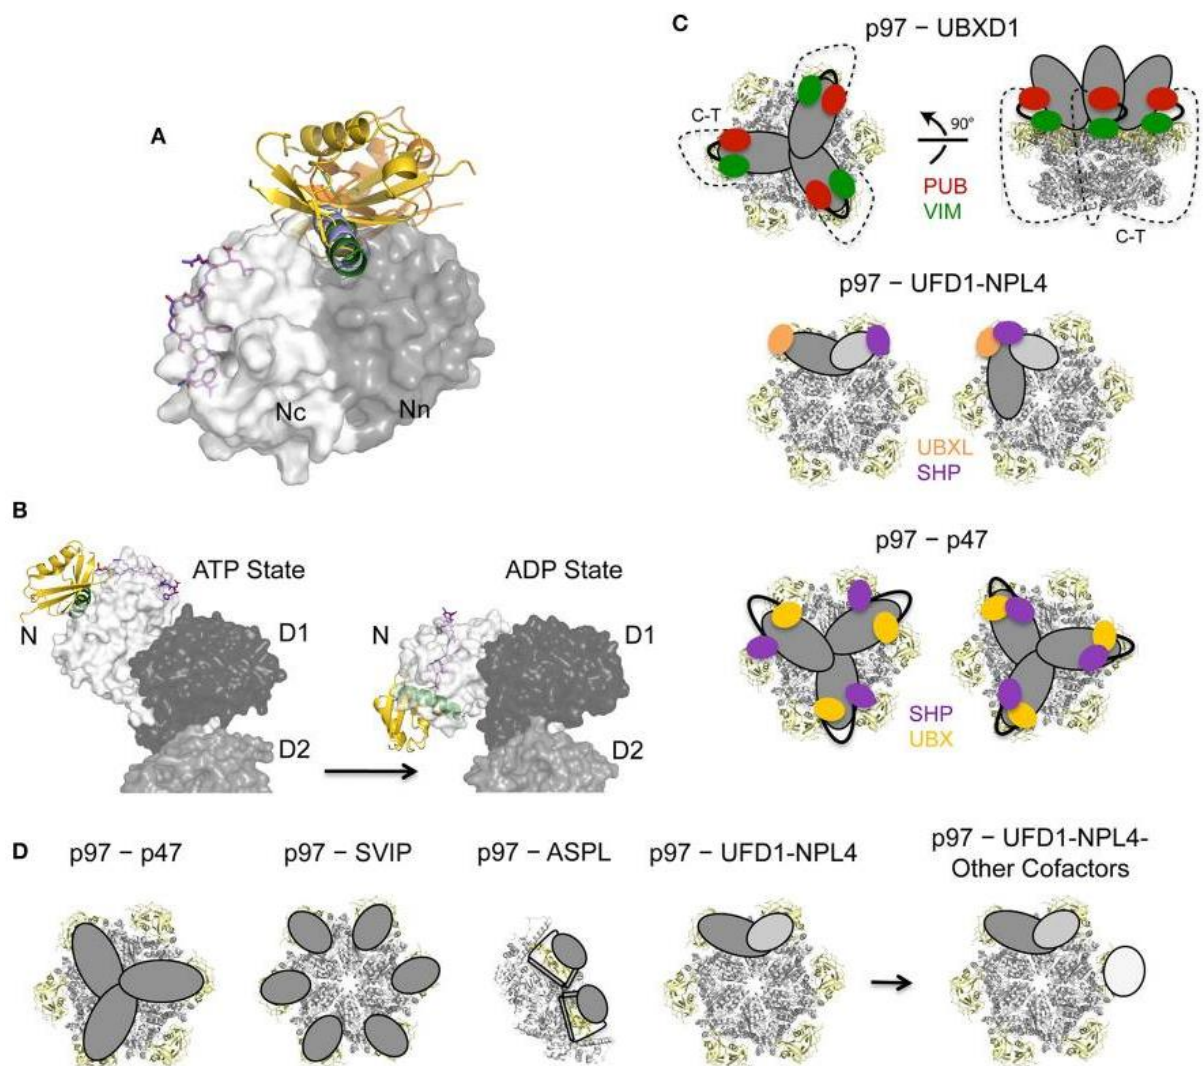 A
Nc
Nn
B
ATP State
N
D1
D2
ADP State
N
D1
D2
C
p97 – UBXD1
C-T
90°
PUB
VIM
C-T
p97 – UFD1-NPL4
UBXL
SHP
p97 – p47
SHP
UBX
D
p97 – p47
p97 – SVIP
p97 – ASPL
p97 – UFD1-NPL4
p97 – UFD1-NPL4-
Other Cofactors